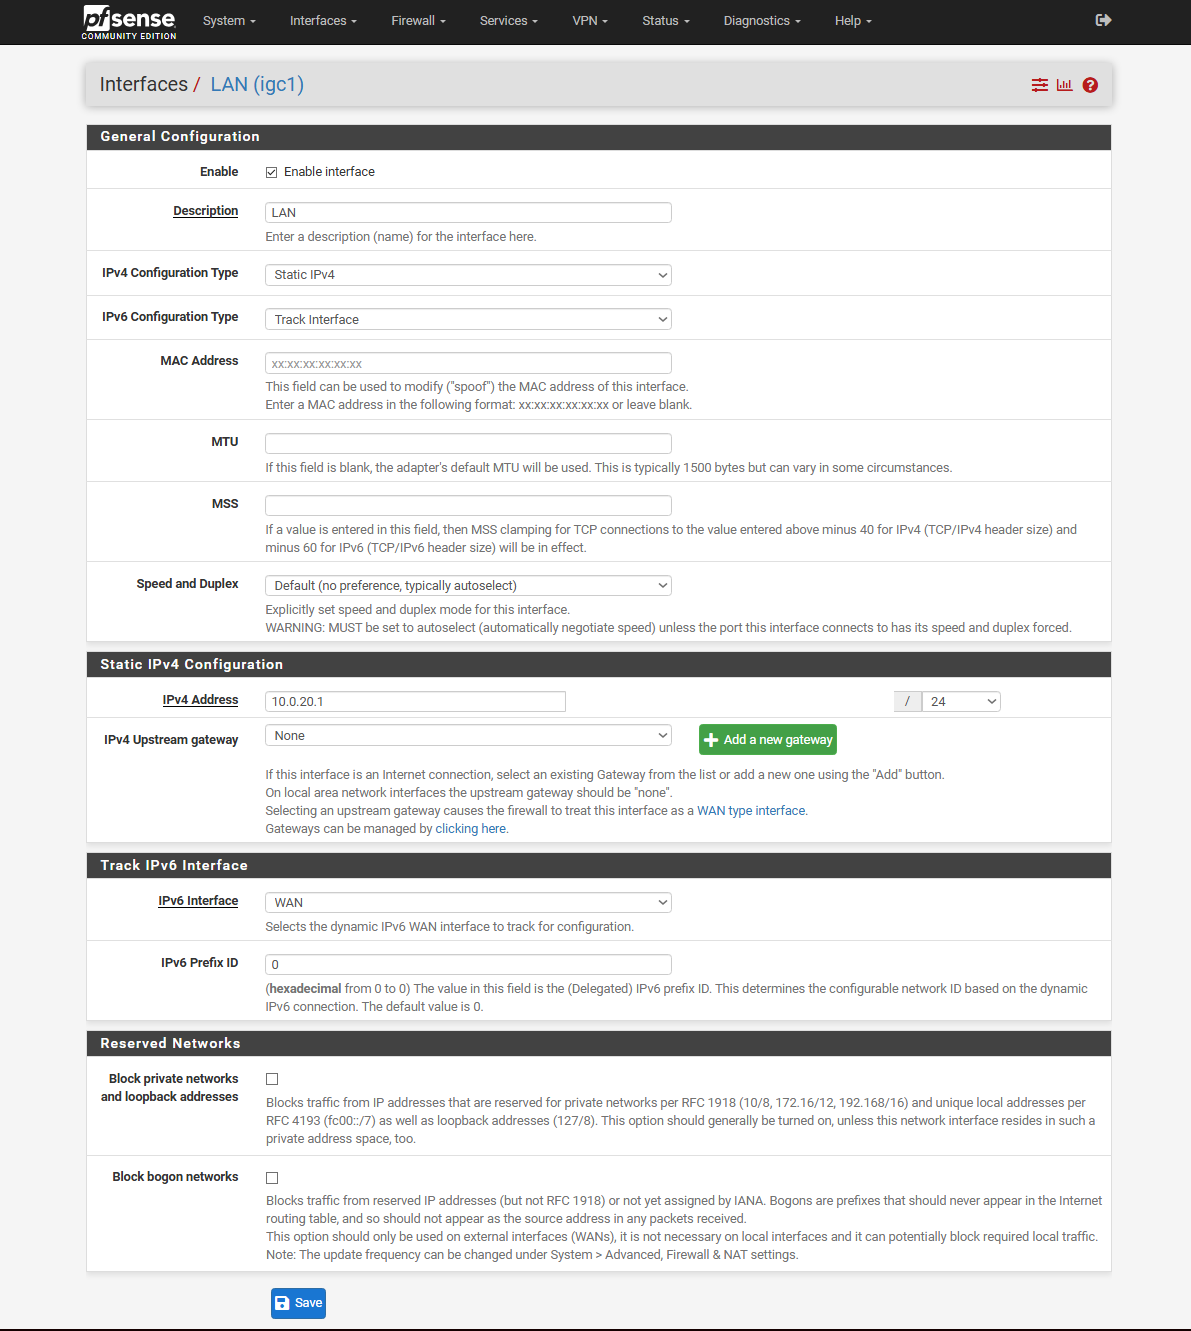 pfsense
COMMUNITY EDITION
System Interfaces Firewall Services VPN Status Diagnostics Help
Interfaces / LAN (igc1)
General Configuration
Enable Enable interface
Description LAN
Enter a description (name) for the interface here.
IPv4 Configuration Type Static IPv4
IPv6 Configuration Type Track Interface
MAC Address xx:xx:xx:xx:xx:xx
This field can be used to modify ("spoof") the MAC address of this interface.
Enter a MAC address in the following format: xx:xx:xx:xx:xx:xx or leave blank.
MTU
If this field is blank, the adapter's default MTU will be used. This is typically 1500 bytes but can vary in some circumstances.
MSS
If a value is entered in this field, then MSS clamping for TCP connections to the value entered above minus 40 for IPv4 (TCP/IPv4 header size) and
minus 60 for IPv6 (TCP/IPv6 header size) will be in effect.
Speed and Duplex Default (no preference, typically autoselect)
Explicitly set speed and duplex mode for this interface.
WARNING: MUST be set to autoselect (automatically negotiate speed) unless the port this interface connects to has its speed and duplex forced.
Static IPv4 Configuration
IPv4 Address 10.0.20.1 / 24
IPv4 Upstream gateway None Add a new gateway
If this interface is an Internet connection, select an existing Gateway from the list or add a new one using the "Add" button.
On local area network interfaces the upstream gateway should be "none".
Selecting an upstream gateway causes the firewall to treat this interface as a WAN type interface.
Gateways can be managed by clicking here.
Track IPv6 Interface
IPv6 Interface WAN
Selects the dynamic IPv6 WAN interface to track for configuration.
IPv6 Prefix ID 0
(hexadecimal from 0 to 0) The value in this field is the (Delegated) IPv6 prefix ID. This determines the configurable network ID based on the dynamic
IPv6 connection. The default value is 0.
Reserved Networks
Block private networks
and loopback addresses
Blocks traffic from IP addresses that are reserved for private networks per RFC 1918 (10/8, 172.16/12, 192.168/16) and unique local addresses per
RFC 4193 (fc00::/7) as well as loopback addresses (127/8). This option should generally be turned on, unless this network interface resides in such a
private address space, too.
Block bogon networks
Blocks traffic from reserved IP addresses (but not RFC 1918) or not yet assigned by IANA. Bogons are prefixes that should never appear in the Internet
routing table, and so should not appear as the source address in any packets received.
This option should only be used on external interfaces (WANs), it is not necessary on local interfaces and it can potentially block required local traffic.
Note: The update frequency can be changed under System > Advanced, Firewall & NAT settings.
Save